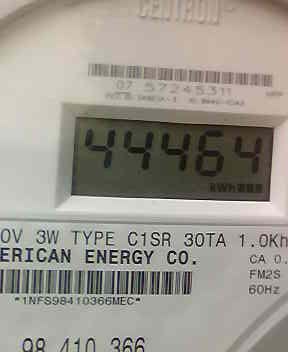 CENTRON
07 57245311
44464
kWh
0V 3W TYPE C1SR 30TA 1.0Kh
ERICAN ENERGY CO.
CA 0.
FM2S
*1NFS98410366MEC*
60Hz
98 410 366